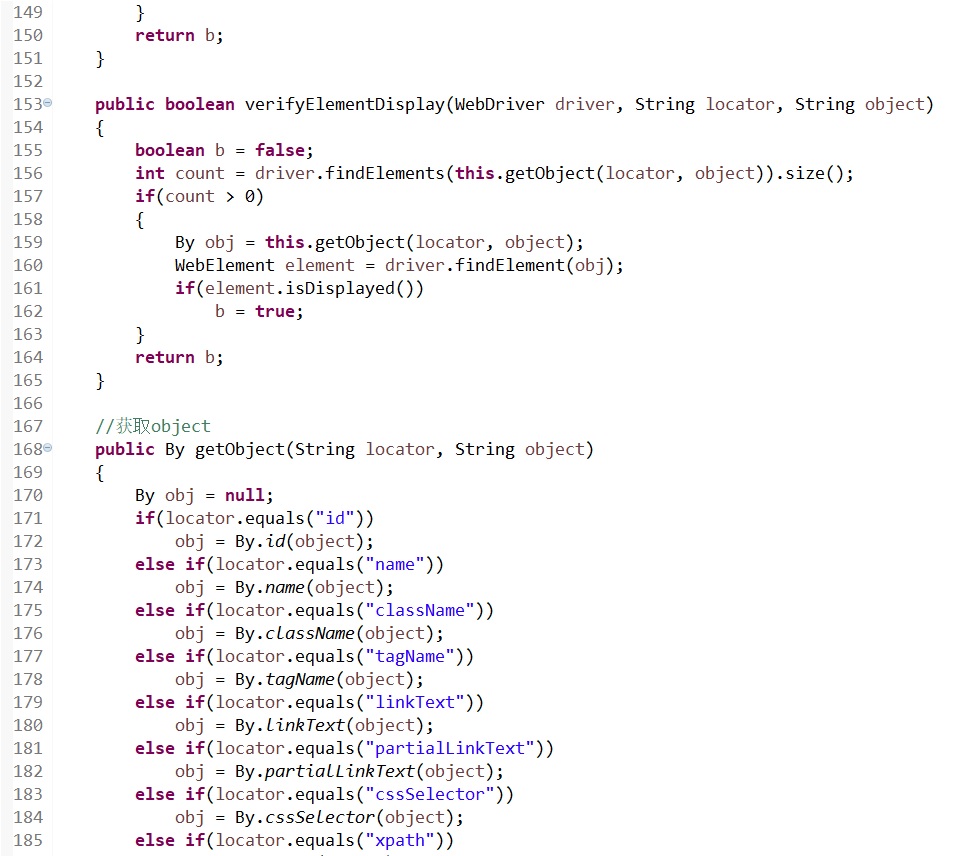 149 }
150 return b;
151 }
152
153 public boolean verifyElementDisplay(WebDriver driver, String locator, String object)
154 {
155 boolean b = false;
156 int count = driver.findElements(this.getObject(locator, object)).size();
157 if(count > 0)
158 {
159 By obj = this.getObject(locator, object);
160 WebElement element = driver.findElement(obj);
161 if(element.isDisplayed())
162 b = true;
163 }
164 return b;
165 }
166
167 //获取object
168 public By getObject(String locator, String object)
169 {
170 By obj = null;
171 if(locator.equals("id"))
172 obj = By.id(object);
173 else if(locator.equals("name"))
174 obj = By.name(object);
175 else if(locator.equals("className"))
176 obj = By.className(object);
177 else if(locator.equals("tagName"))
178 obj = By.tagName(object);
179 else if(locator.equals("linkText"))
180 obj = By.linkText(object);
181 else if(locator.equals("partialLinkText"))
182 obj = By.partialLinkText(object);
183 else if(locator.equals("cssSelector"))
184 obj = By.cssSelector(object);
185 else if(locator.equals("xpath"))